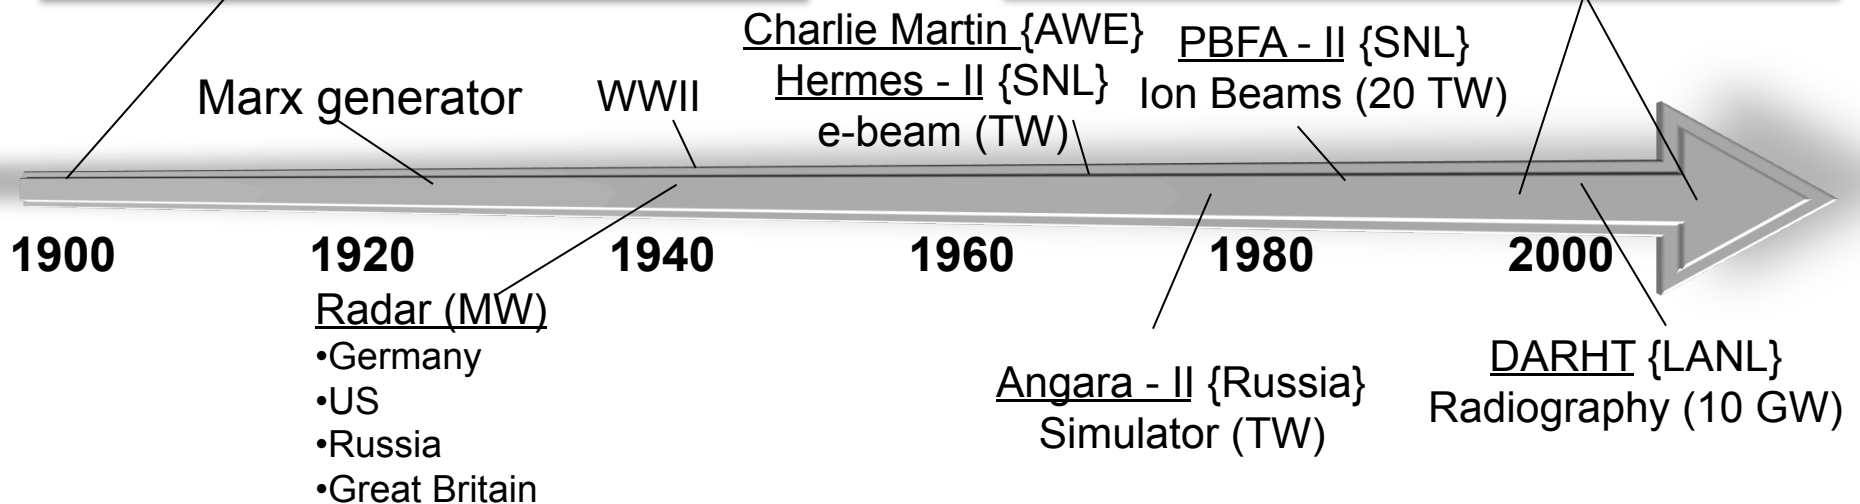 Charlie Martin {AWE}
Hermes - II {SNL}
e-beam (TW)
PBFA - II {SNL}
Ion Beams (20 TW)
Marx generator
WWII
1900
1920
1940
1960
1980
2000
Radar (MW)
•Germany
•US
•Russia
•Great Britain
Angara - II {Russia}
Simulator (TW)
DARHT {LANL}
Radiography (10 GW)